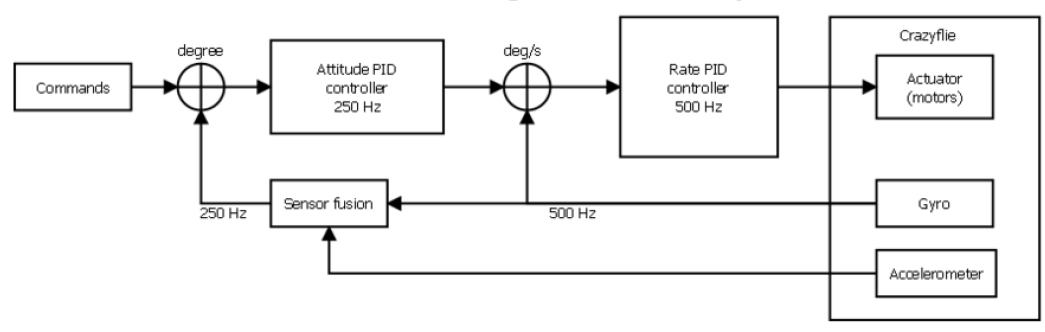 Crazyflie
degree
deg/s
Commands
Attitude PID
controller
250 Hz
Rate PID
controller
500 Hz
Actuator
(motors)
Sensor fusion
250 Hz
500 Hz
Gyro
Accelerometer